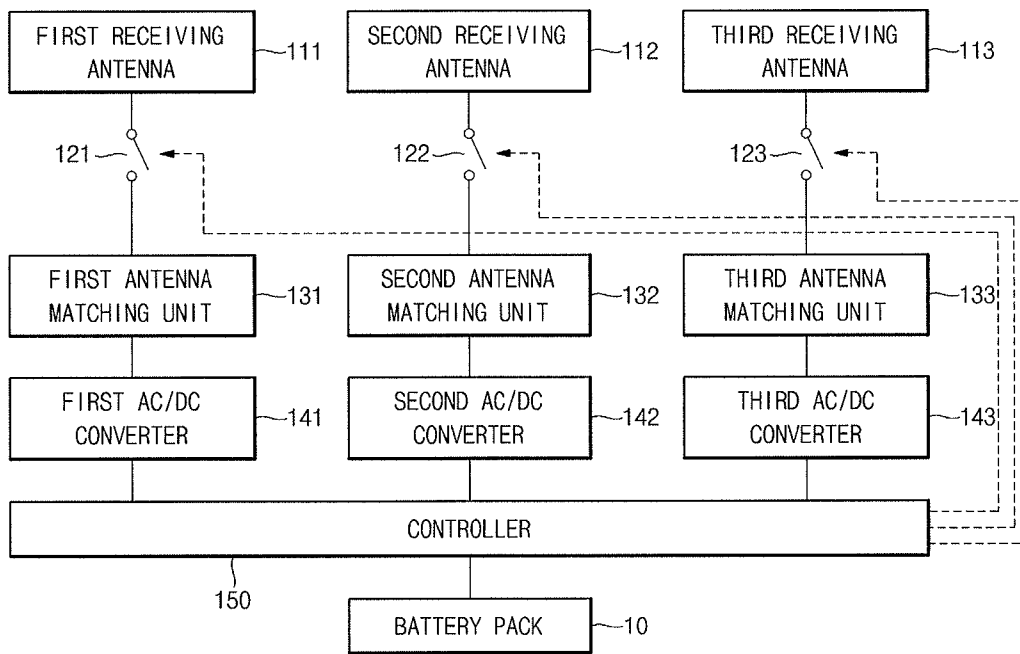 FIRST RECEIVING
ANTENNA
111
SECOND RECEIVING
ANTENNA
112
THIRD RECEIVING
ANTENNA
113
121
122
123
FIRST ANTENNA
MATCHING UNIT
131
SECOND ANTENNA
MATCHING UNIT
132
THIRD ANTENNA
MATCHING UNIT
133
FIRST AC/DC
CONVERTER
141
SECOND AC/DC
CONVERTER
142
THIRD AC/DC
CONVERTER
143
CONTROLLER
150
BATTERY PACK
10